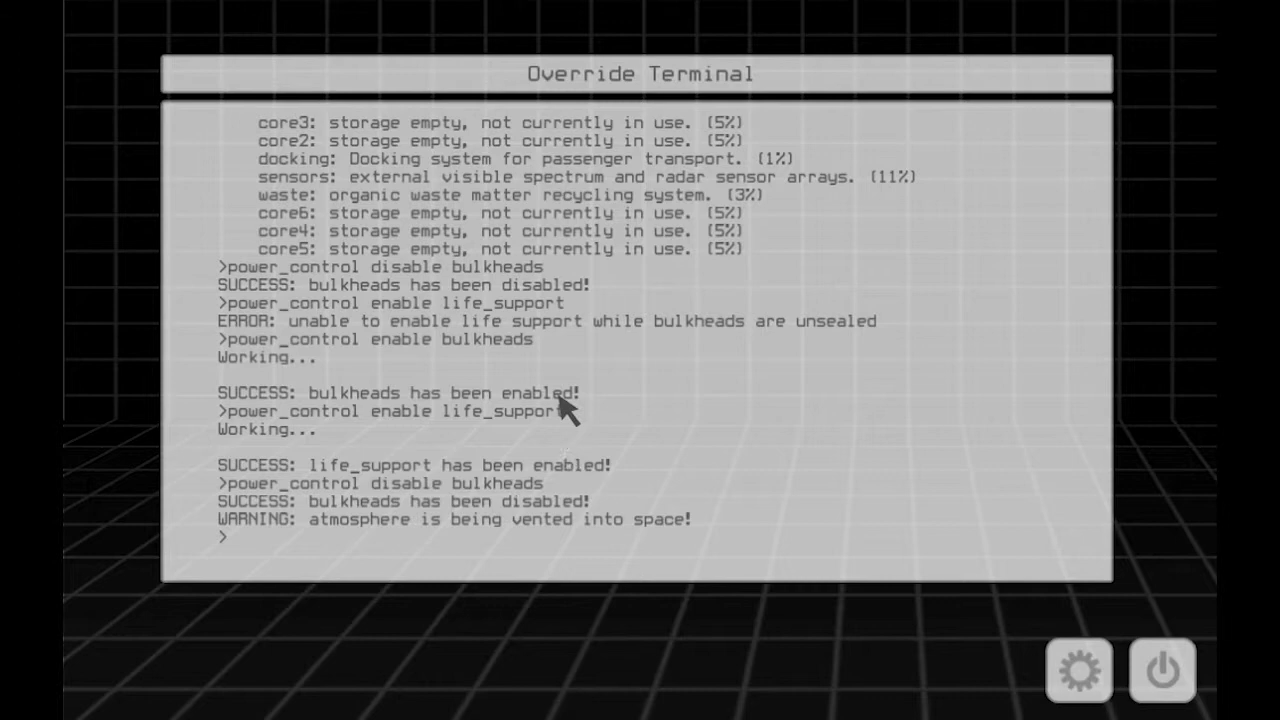 Override Terminal
core3: storage empty, not currently in use. (5%)
core2: storage empty, not currently in use. (5%)
docking: Docking system for passenger transport. (1%)
sensors: external visible spectrum and radar sensor arrays. (11%)
waste: organic waste matter recycling system. (3%)
core6: storage empty, not currently in use. (5%)
core4: storage empty, not currently in use. (5%)
core5: storage empty, not currently in use. (5%)
>power_control disable bulkheads
SUCCESS: bulkheads has been disabled!
>power_control enable life_support
ERROR: unable to enable life support while bulkheads are unsealed
>power_control enable bulkheads
Working...
SUCCESS: bulkheads has been enabled!
>power_control enable life_support
Working...
SUCCESS: life_support has been enabled!
>power_control disable bulkheads
SUCCESS: bulkheads has been disabled!
WARNING: atmosphere is being vented into space!
>